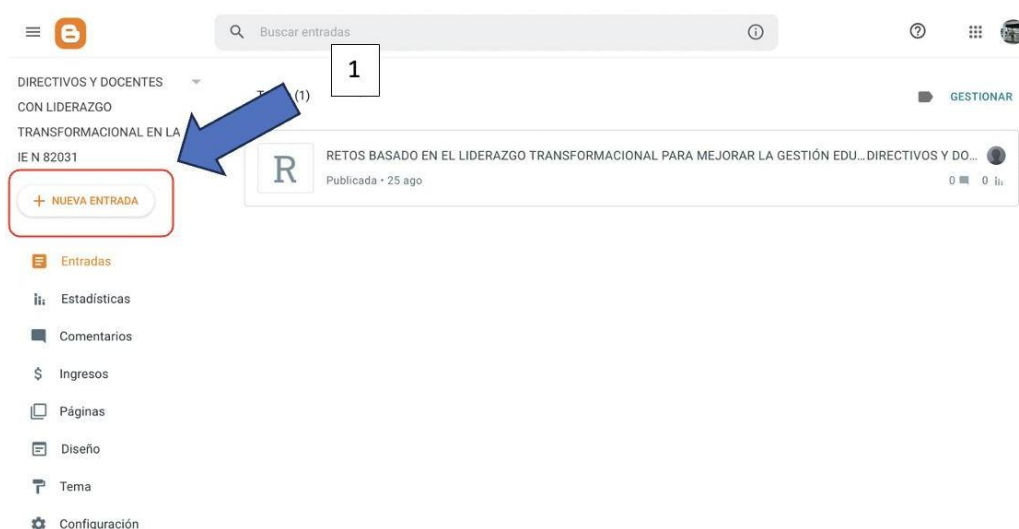 Buscar entradas
1
DIRECTIVOS Y DOCENTES
CON LIDERAZGO
TRANSFORMACIONAL EN LA
IE N 82031
(1)
GESTIONAR
RETOS BASADO EN EL LIDERAZGO TRANSFORMACIONAL PARA MEJORAR LA GESTIÓN EDU... DIRECTIVOS Y DO...
R
Publicada • 25 ago
0 0
+ NUEVA ENTRADA
Entradas
Estadísticas
Comentarios
$ Ingresos
Páginas
Diseño
Tema
Configuración